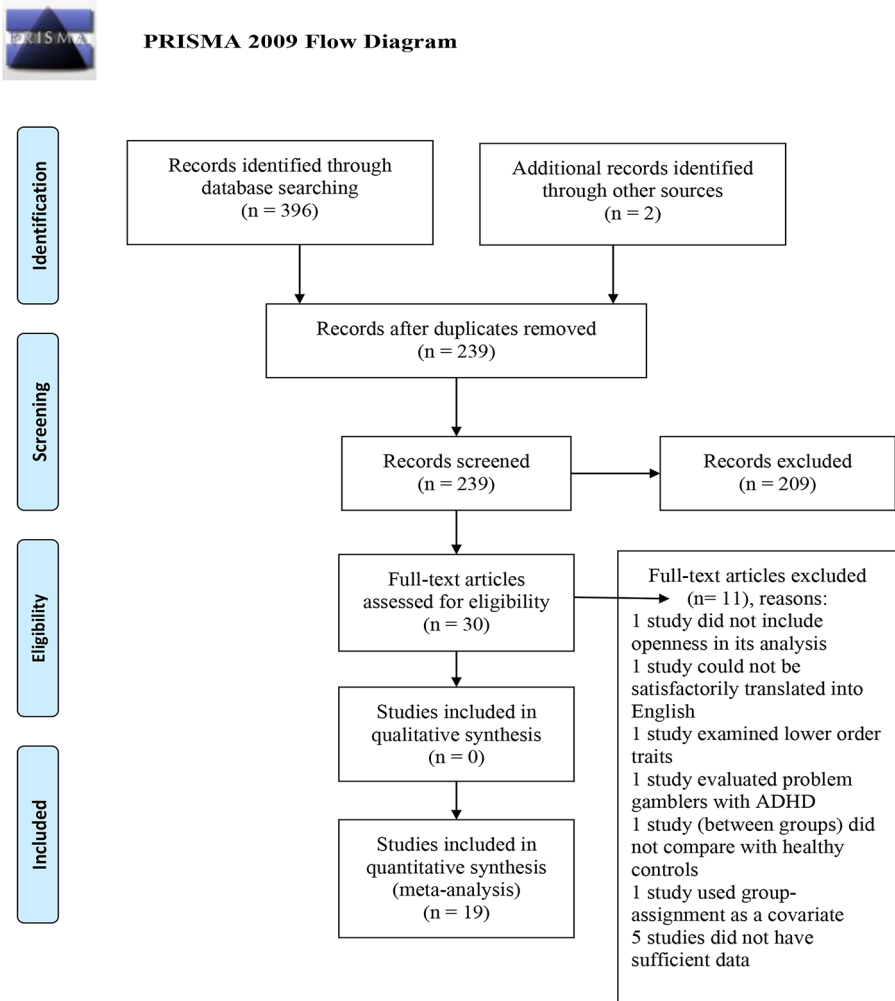 PRISMA
PRISMA 2009 Flow Diagram
Identification
Records identified through
database searching
(n = 396)
Additional records identified
through other sources
(n = 2)
Records after duplicates removed
(n = 239)
Screening
Records screened
(n = 239)
Records excluded
(n = 209)
Eligibility
Full-text articles
assessed for eligibility
(n = 30)
Full-text articles excluded
(n= 11), reasons:
1 study did not include
openness in its analysis
1 study could not be
satisfactorily translated into
English
1 study examined lower order
traits
1 study evaluated problem
gamblers with ADHD
1 study (between groups) did
not compare with healthy
controls
1 study used group-
assignment as a covariate
5 studies did not have
sufficient data
Studies included in
qualitative synthesis
(n = 0)
Included
Studies included in
quantitative synthesis
(meta-analysis)
(n = 19)